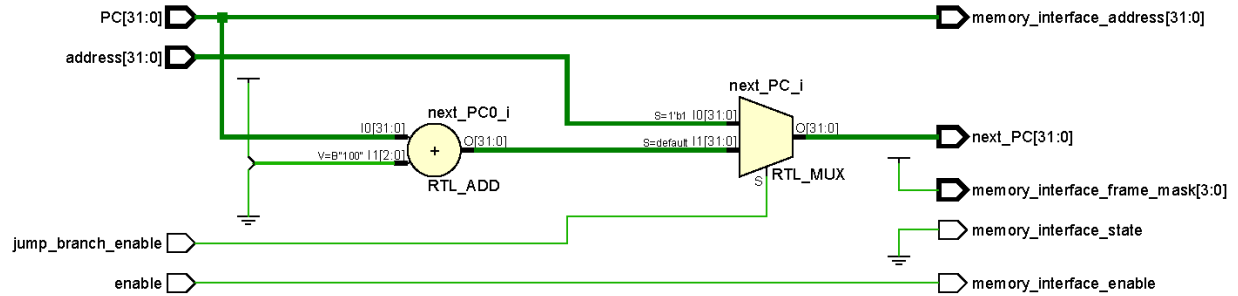 PC[31:0]
memory_interface_address[31:0]
address[31:0]
next_PC_i
next_PC0_i
S=1'b1 I0[31:0]
I0[31:0]
O[31:0]
next_PC[31:0]
+
O[31:0]
S=default I1[31:0]
V=B"100" I1[2:0]
S
RTL_MUX
RTL_ADD
memory_interface_frame_mask[3:0]
jump_branch_enable
memory_interface_state
enable
memory_interface_enable